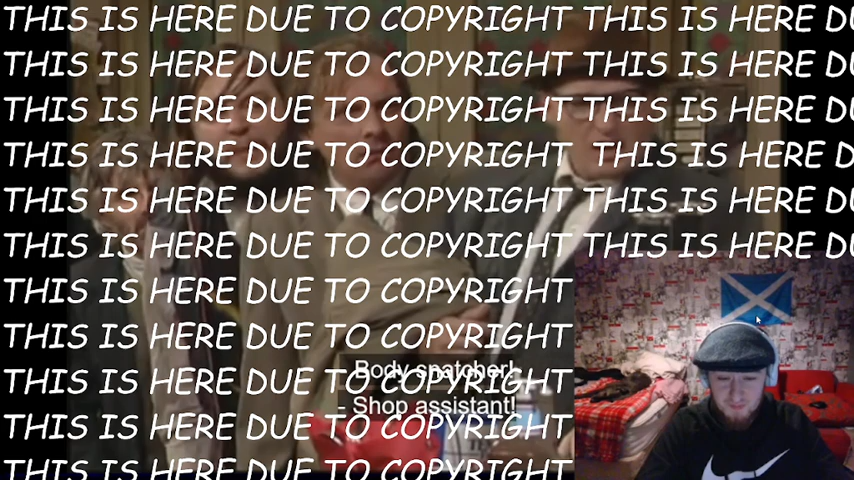 THIS IS HERE DUE TO COPYRIGHT THIS IS HERE DU
THIS IS HERE DUE TO COPYRIGHT THIS IS HERE DU
THIS IS HERE DUE TO COPYRIGHT THIS IS HERE DU
THIS IS HERE DUE TO COPYRIGHT THIS IS HERE D
THIS IS HERE DUE TO COPYRIGHT THIS IS HERE DU
THIS IS HERE DUE TO COPYRIGHT THIS IS HERE DU
THIS IS HERE DUE TO COPYRIGHT
THIS IS HERE DUE TO COPYRIGHT
Body snatcher!
THIS IS HERE DUE TO COPYRIGHT
- Shop assistant!
THIS IS HERE DUE TO COPYRIGHT
THIS IS HERE DUE TO COPYRIGHT